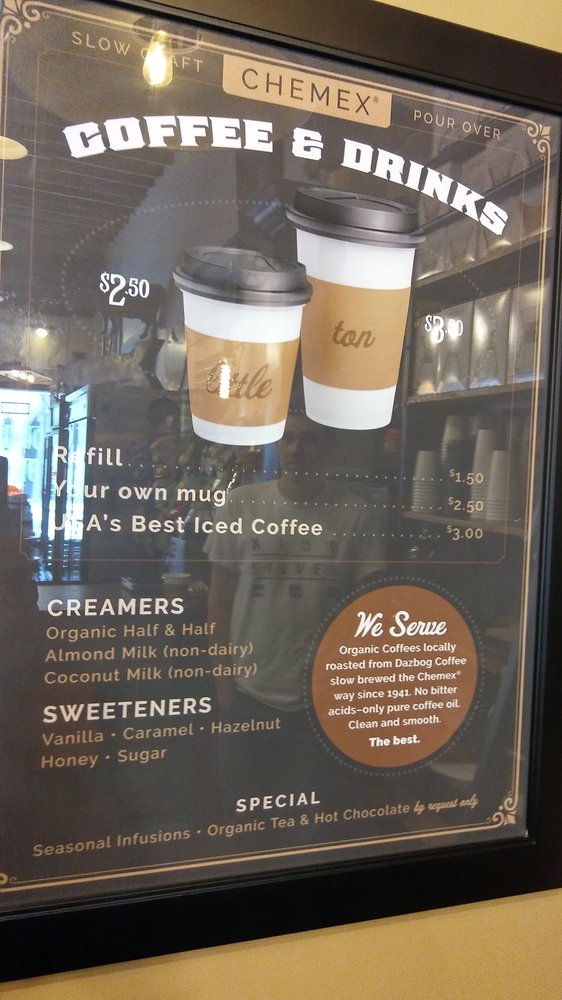 SLOW CRAFT
CHEMEX®
POUR OVER
COFFEE & DRINKS
$2.50
little
ton
$3.50
Refill $1.50
Your own mug $2.50
USA's Best Iced Coffee $3.00
CREAMERS
Organic Half & Half
Almond Milk (non-dairy)
Coconut Milk (non-dairy)
SWEETENERS
Vanilla • Caramel • Hazelnut
Honey • Sugar
We Serve
Organic Coffees locally
roasted from Dazbog Coffee
slow brewed the Chemex®
way since 1941. No bitter
acids–only pure coffee oil.
Clean and smooth.
The best.
SPECIAL
Seasonal Infusions • Organic Tea & Hot Chocolate by request only